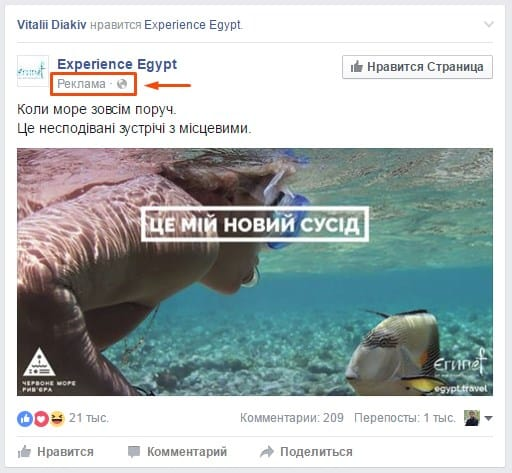 Vitalii Diakiv нравится Experience Egypt.
Experience Egypt
Реклама ·
Нравится Страница
Коли море зовсім поруч.
Це несподівані зустрічі з місцевими.
ЦЕ МІЙ НОВИЙ СУСІД
ЧЕРВОНЕ МОРЕ
РИВ'ЄРА
Єгипет
egypt.travel
21 тыс.
Комментарии: 209 Перепосты: 1 тыс.
Нравится Комментарий Поделиться